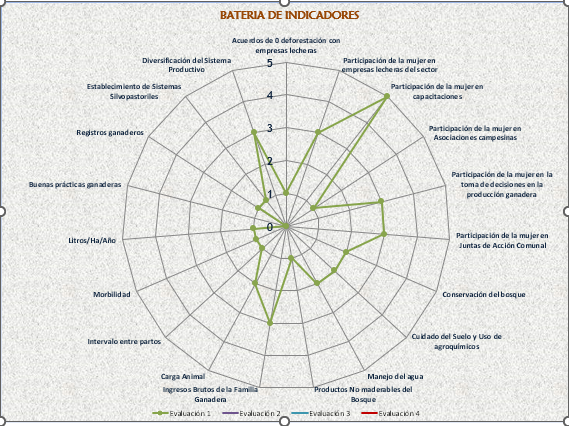 BATERIA DE INDICADORES
Acuerdos de 0 deforestación con
empresas lecheras
Participación de la mujer en
empresas lecheras del sector
Participación de la mujer en
capacitaciones
Participación de la mujer en
Asociaciones campesinas
Participación de la mujer en la
toma de decisiones en la
producción ganadera
Participación de la mujer en
Juntas de Acción Comunal
Conservación del bosque
Cuidado del Suelo y Uso de
agroquímicos
Manejo del agua
Productos No maderables del
Bosque
Ingresos Brutos de la Familia
Ganadera
Carga Animal
Intervalo entre partos
Morbilidad
Litros/Ha/Año
Buenas prácticas ganaderas
Registros ganaderos
Establecimiento de Sistemas
Silvopastoriles
Diversificación del Sistema
Productivo
5
4
3
2
1
0
Evaluación 1
Evaluación 2
Evaluación 3
Evaluación 4